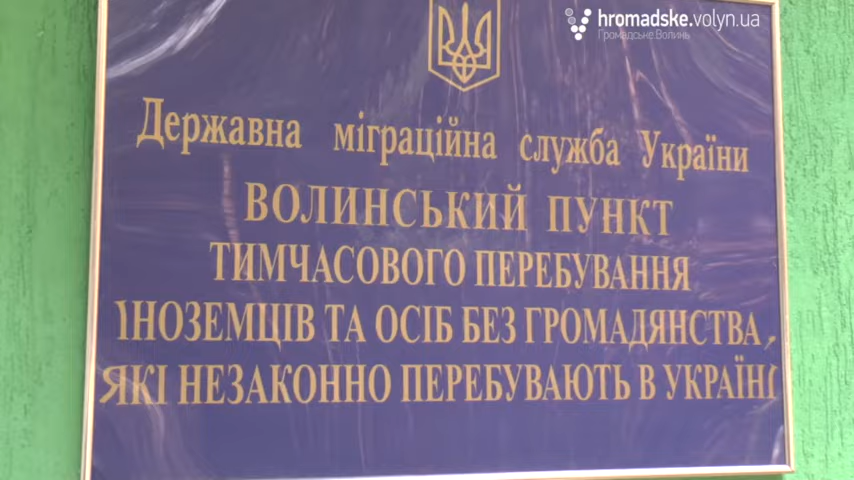 hromadske.volyn.ua
Громадське.Волинь
Державна міграційна служба України
ВОЛИНСЬКИЙ ПУНКТ
ТИМЧАСОВОГО ПЕРЕБУВАННЯ
ІНОЗЕМЦІВ ТА ОСІБ БЕЗ ГРОМАДЯНСТВА,
ЯКІ НЕЗАКОННО ПЕРЕБУВАЮТЬ В УКРАЇНІ